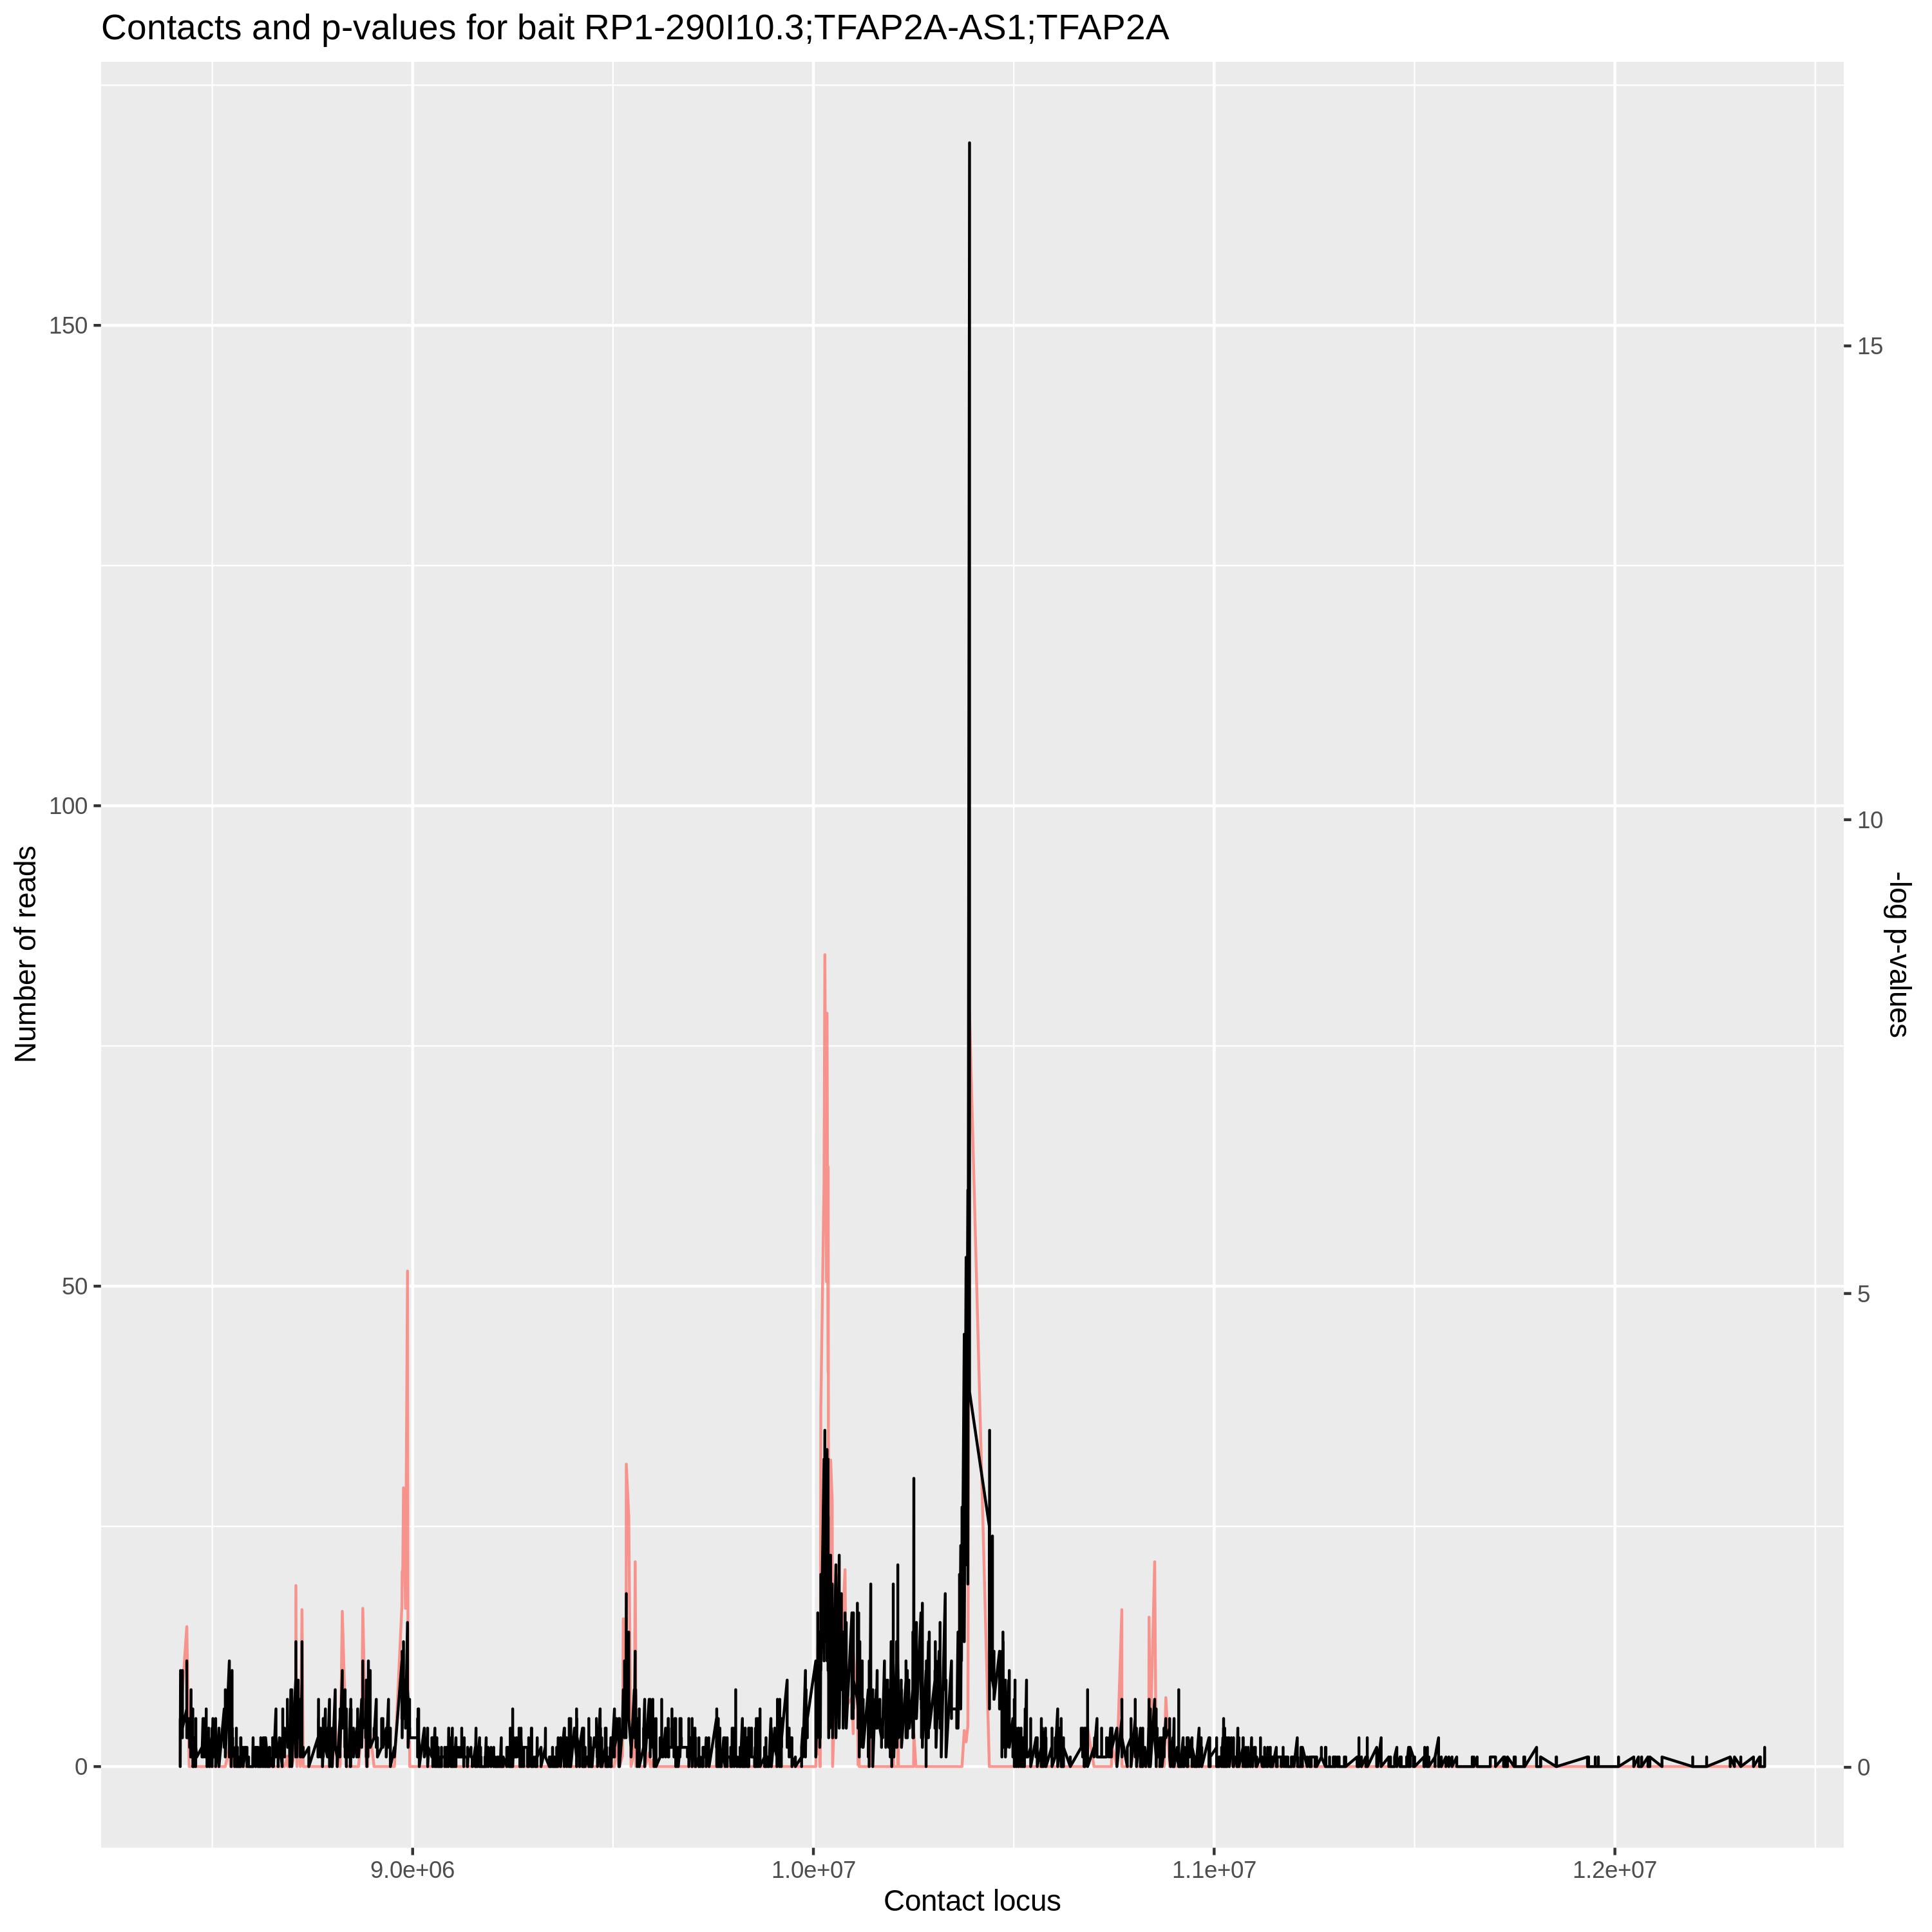 Contacts and p-values for bait RP1-290I10.3;TFAP2A-AS1;TFAP2A
150
100
50
0
Number of reads
15
10
5
0
-log p-values
9.0e+06
1.0e+07
1.1e+07
1.2e+07
Contact locus